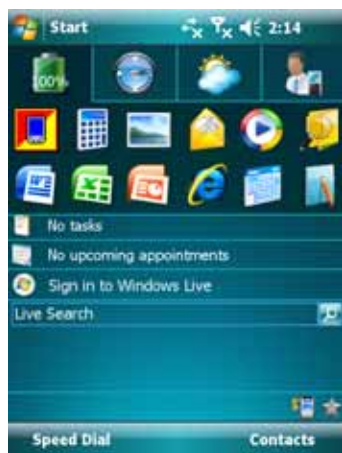 Start 2:14
100%
No tasks
No upcoming appointments
Sign in to Windows Live
Live Search
Speed Dial Contacts